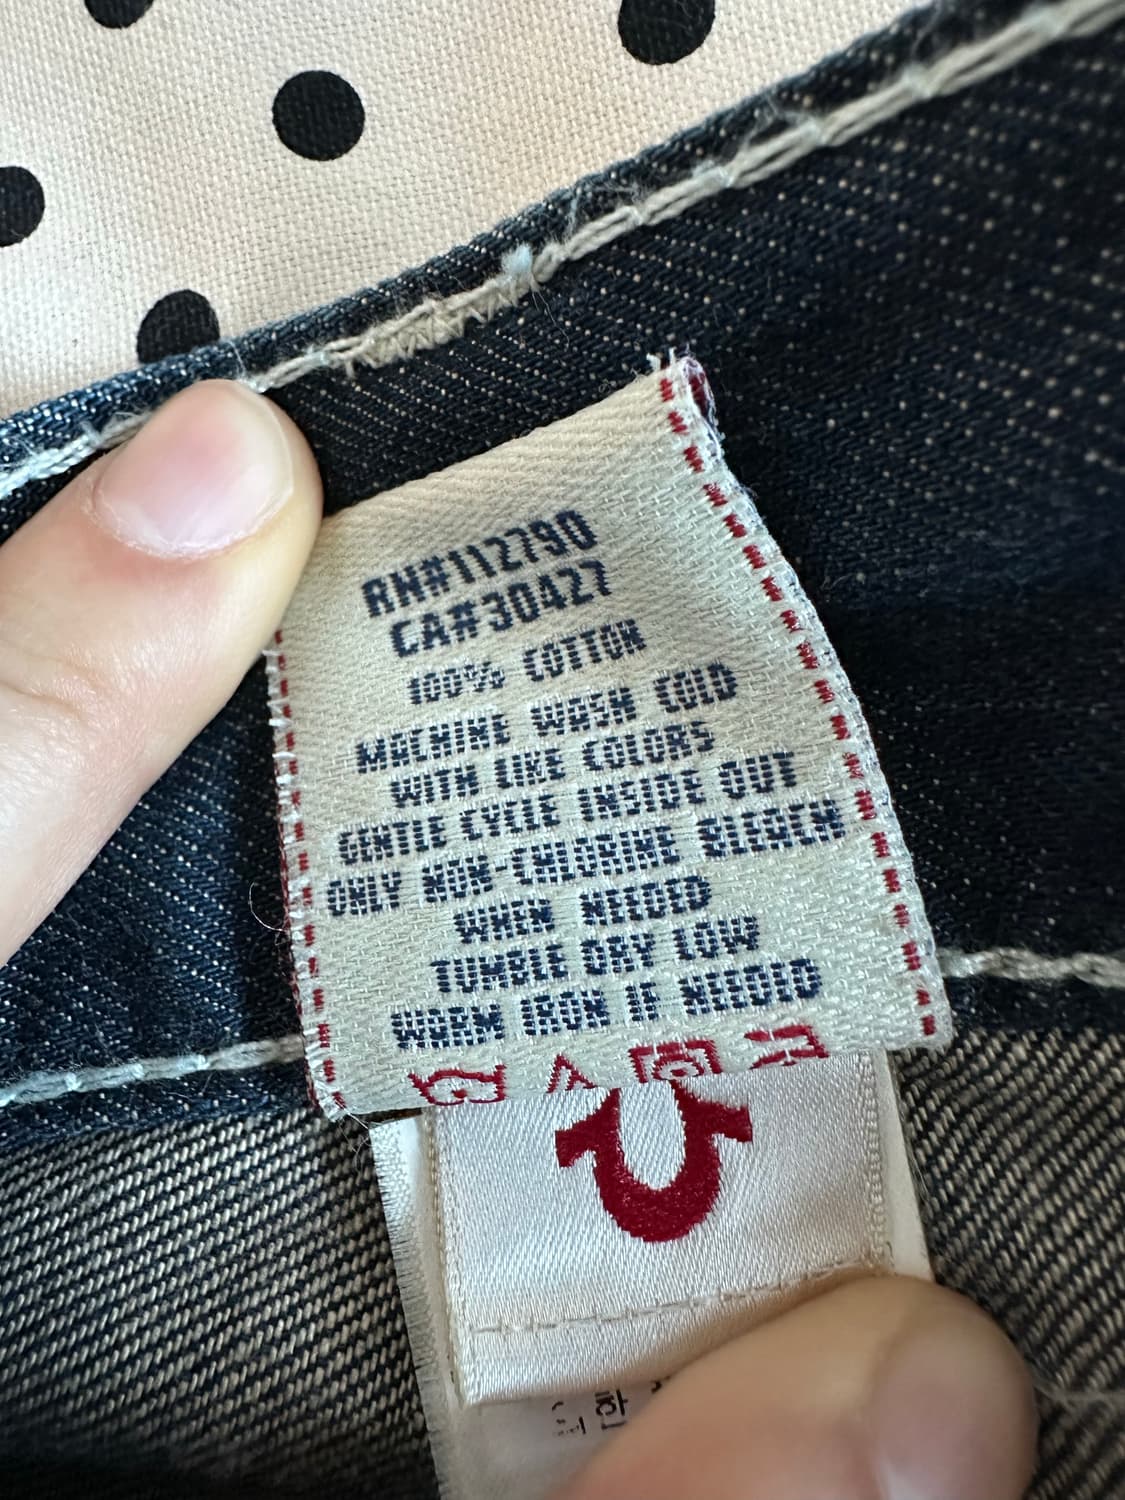 RN#112790
CA#30427
100% COTTON
MACHINE WASH COLD
WITH LIKE COLORS
GENTLE CYCLE INSIDE OUT
ONLY NON-CHLORINE BLEACH
WHEN NEEDED
TUMBLE DRY LOW
WARM IRON IF NEEDED